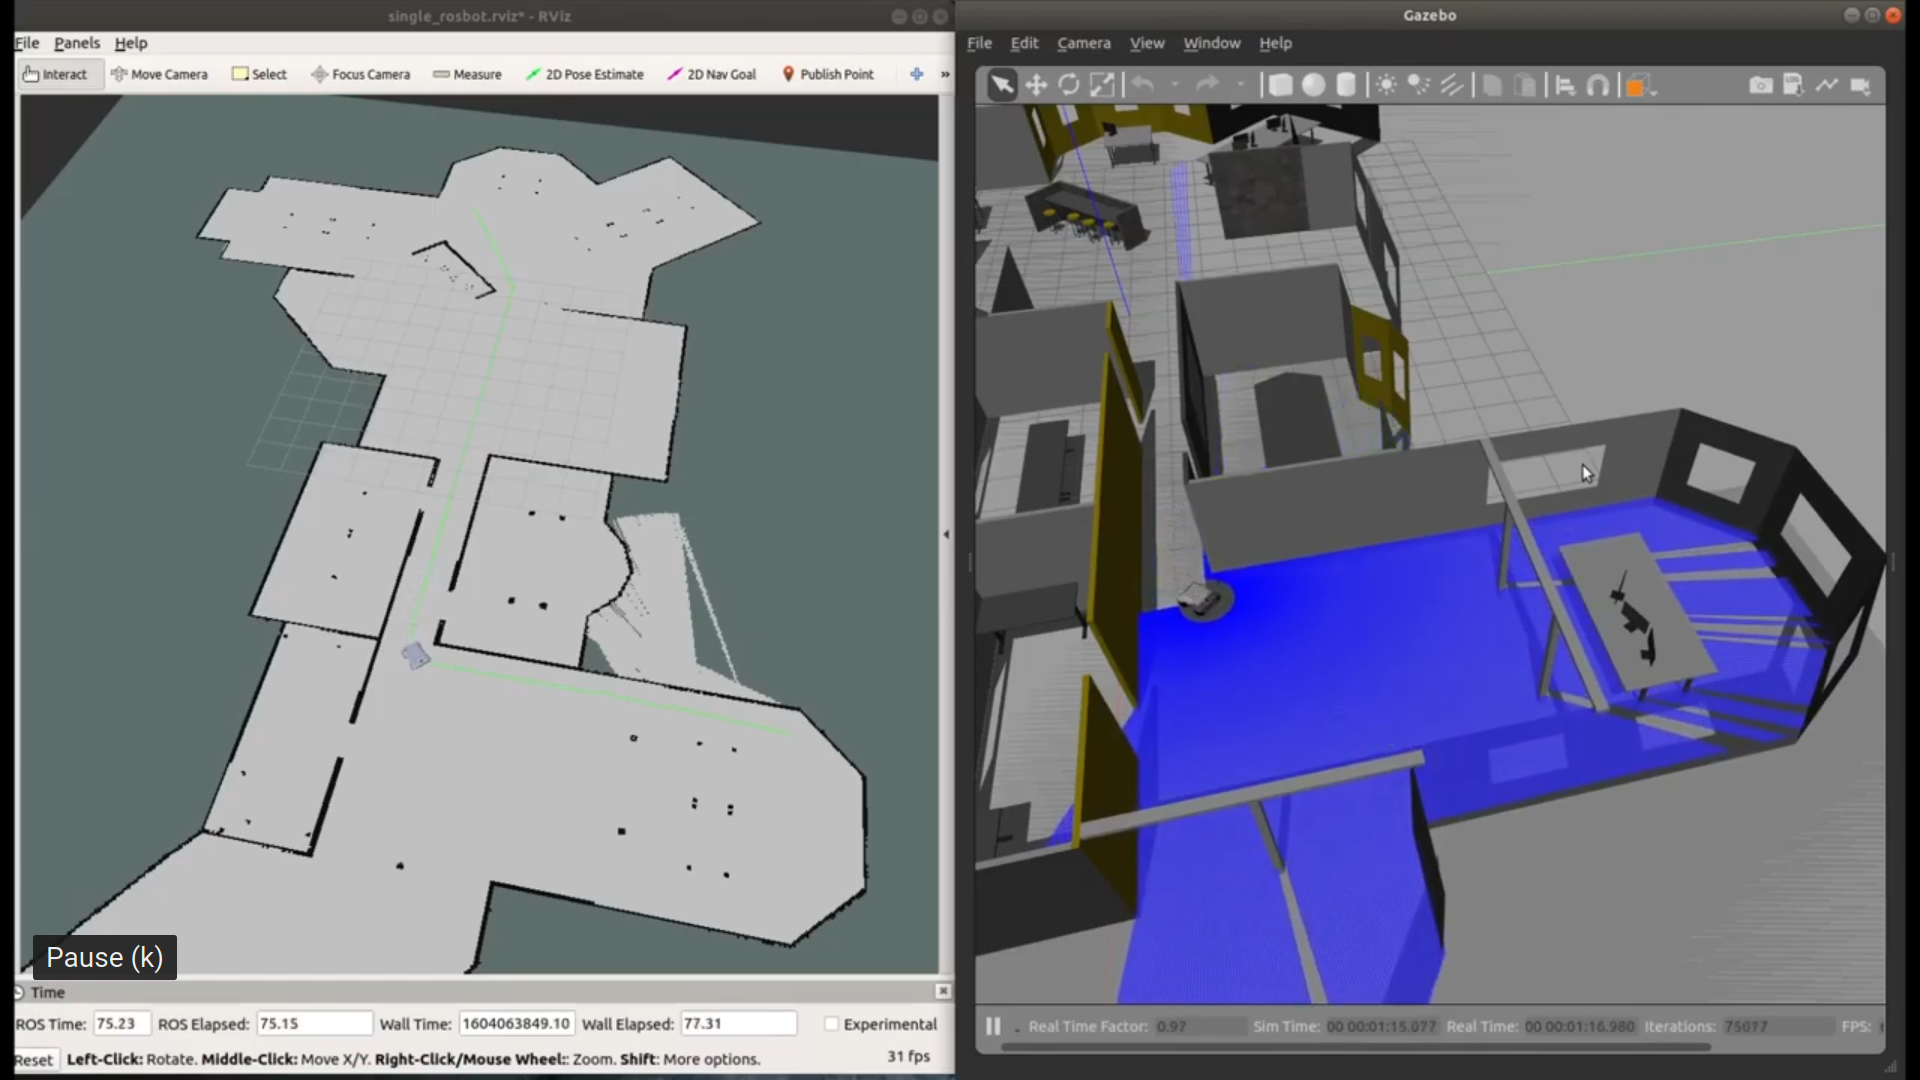 single_rosbot.rviz* - RViz
File Panels Help
Interact Move Camera Select Focus Camera Measure 2D Pose Estimate 2D Nav Goal Publish Point »
Pause (k)
Time
ROS Time: 75.23 ROS Elapsed: 75.15 Wall Time: 1604063849.10 Wall Elapsed: 77.31 Experimental
Reset Left-Click: Rotate. Middle-Click: Move X/Y. Right-Click/Mouse Wheel:: Zoom. Shift: More options. 31 fps
Gazebo
File Edit Camera View Window Help
LOG
Real Time Factor: 0.97 Sim Time: 00 00:01:15.077 Real Time: 00 00:01:16.980 Iterations: 75077 FPS: